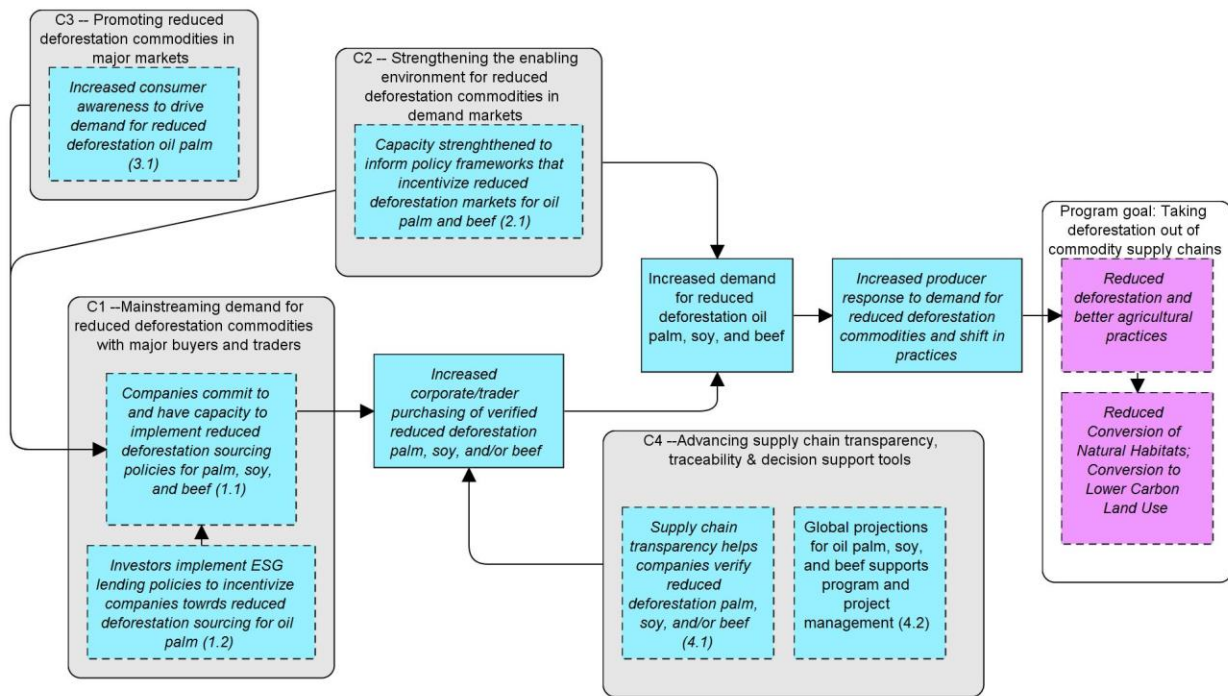 C3 -- Promoting reduced
deforestation commodities in
major markets
Increased consumer
awareness to drive
demand for reduced
deforestation oil palm
(3.1)
C2 -- Strengthening the enabling
environment for reduced
deforestation commodities in
demand markets
Capacity strenghtened to
inform policy frameworks that
incentivize reduced
deforestation markets for oil
palm and beef (2.1)
C1 --Mainstreaming demand for
reduced deforestation commodities
with major buyers and traders
Companies commit to
and have capacity to
implement reduced
deforestation sourcing
policies for palm, soy,
and beef (1.1)
Investors implement ESG
lending policies to incentivize
companies towrds reduced
deforestation sourcing for oil
palm (1.2)
Increased
corporate/trader
purchasing of verified
reduced deforestation
palm, soy, and/or beef
Increased demand
for reduced
deforestation oil
palm, soy, and beef
Increased producer
response to demand for
reduced deforestation
commodities and shift in
practices
C4 --Advancing supply chain transparency,
traceability & decision support tools
Supply chain
transparency helps
companies verify
reduced
deforestation palm,
soy, and/or beef
(4.1)
Global projections
for oil palm, soy,
and beef supports
program and
project
management (4.2)
Program goal: Taking
deforestation out of
commodity supply chains
Reduced
deforestation and
better agricultural
practices
Reduced
Conversion of
Natural Habitats;
Conversion to
Lower Carbon
Land Use